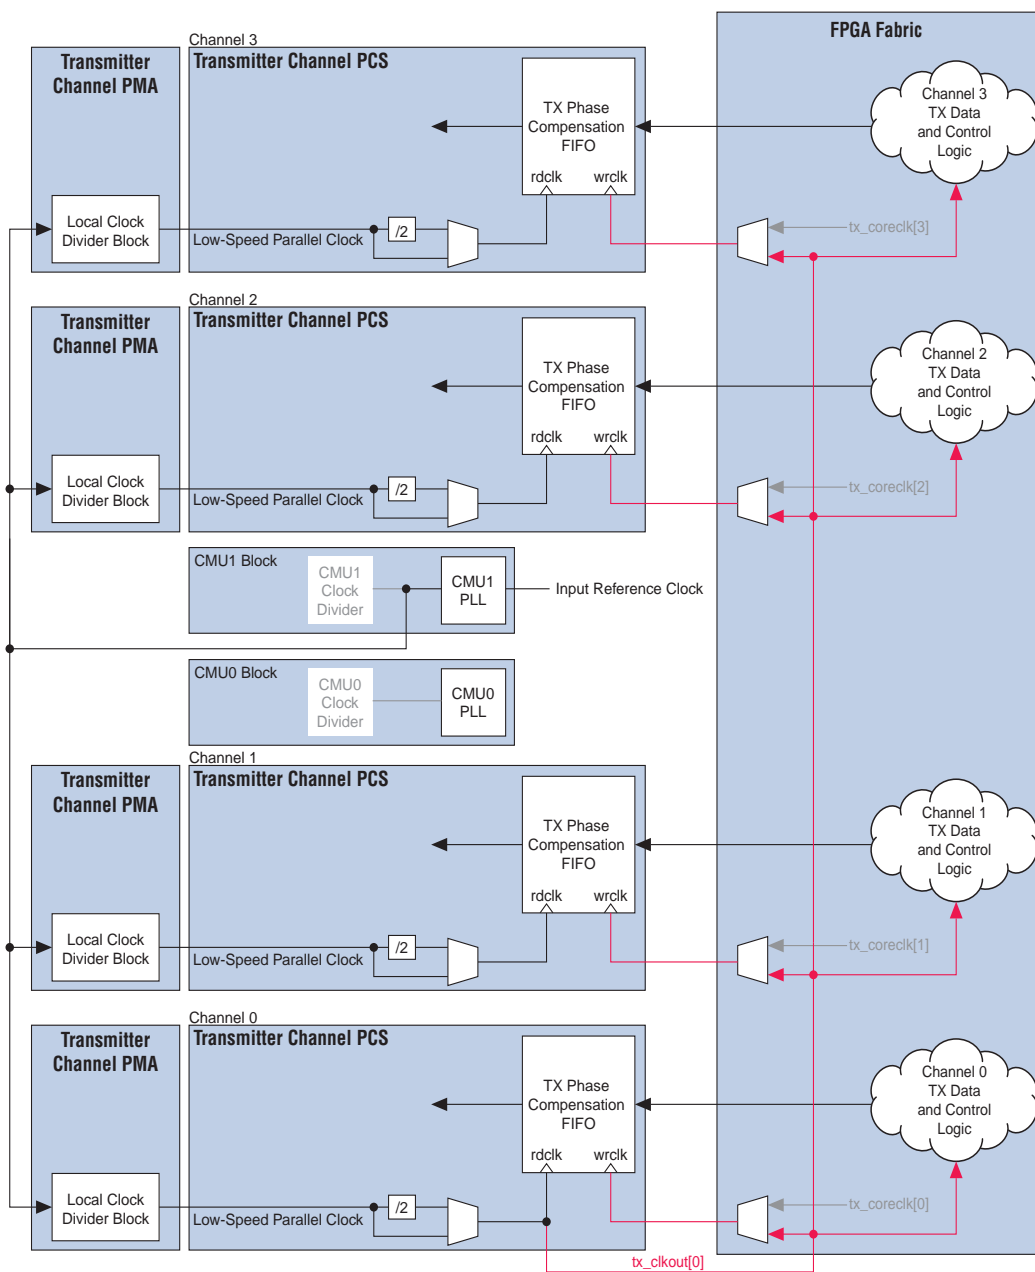 FPGA Fabric
Channel 3
Transmitter
Channel PMA
Transmitter Channel PCS
TX Phase
Compensation
FIFO
rdclk
wrclk
Channel 3
TX Data
and Control
Logic
Local Clock
Divider Block
Low-Speed Parallel Clock
/2
tx_coreclk[3]
Channel 2
Transmitter
Channel PMA
Transmitter Channel PCS
TX Phase
Compensation
FIFO
rdclk
wrclk
Channel 2
TX Data
and Control
Logic
Local Clock
Divider Block
Low-Speed Parallel Clock
/2
tx_coreclk[2]
CMU1 Block
CMU1
Clock
Divider
CMU1
PLL
Input Reference Clock
CMU0 Block
CMU0
Clock
Divider
CMU0
PLL
Channel 1
Transmitter
Channel PMA
Transmitter Channel PCS
TX Phase
Compensation
FIFO
rdclk
wrclk
Channel 1
TX Data
and Control
Logic
Local Clock
Divider Block
Low-Speed Parallel Clock
/2
tx_coreclk[1]
Channel 0
Transmitter
Channel PMA
Transmitter Channel PCS
TX Phase
Compensation
FIFO
rdclk
wrclk
Channel 0
TX Data
and Control
Logic
Local Clock
Divider Block
Low-Speed Parallel Clock
/2
tx_coreclk[0]
tx_clkout[0]